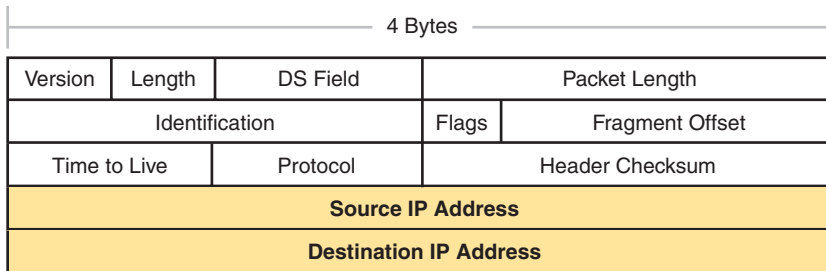 4 Bytes
Version Length DS Field Packet Length
Identification Flags Fragment Offset
Time to Live Protocol Header Checksum
Source IP Address
Destination IP Address